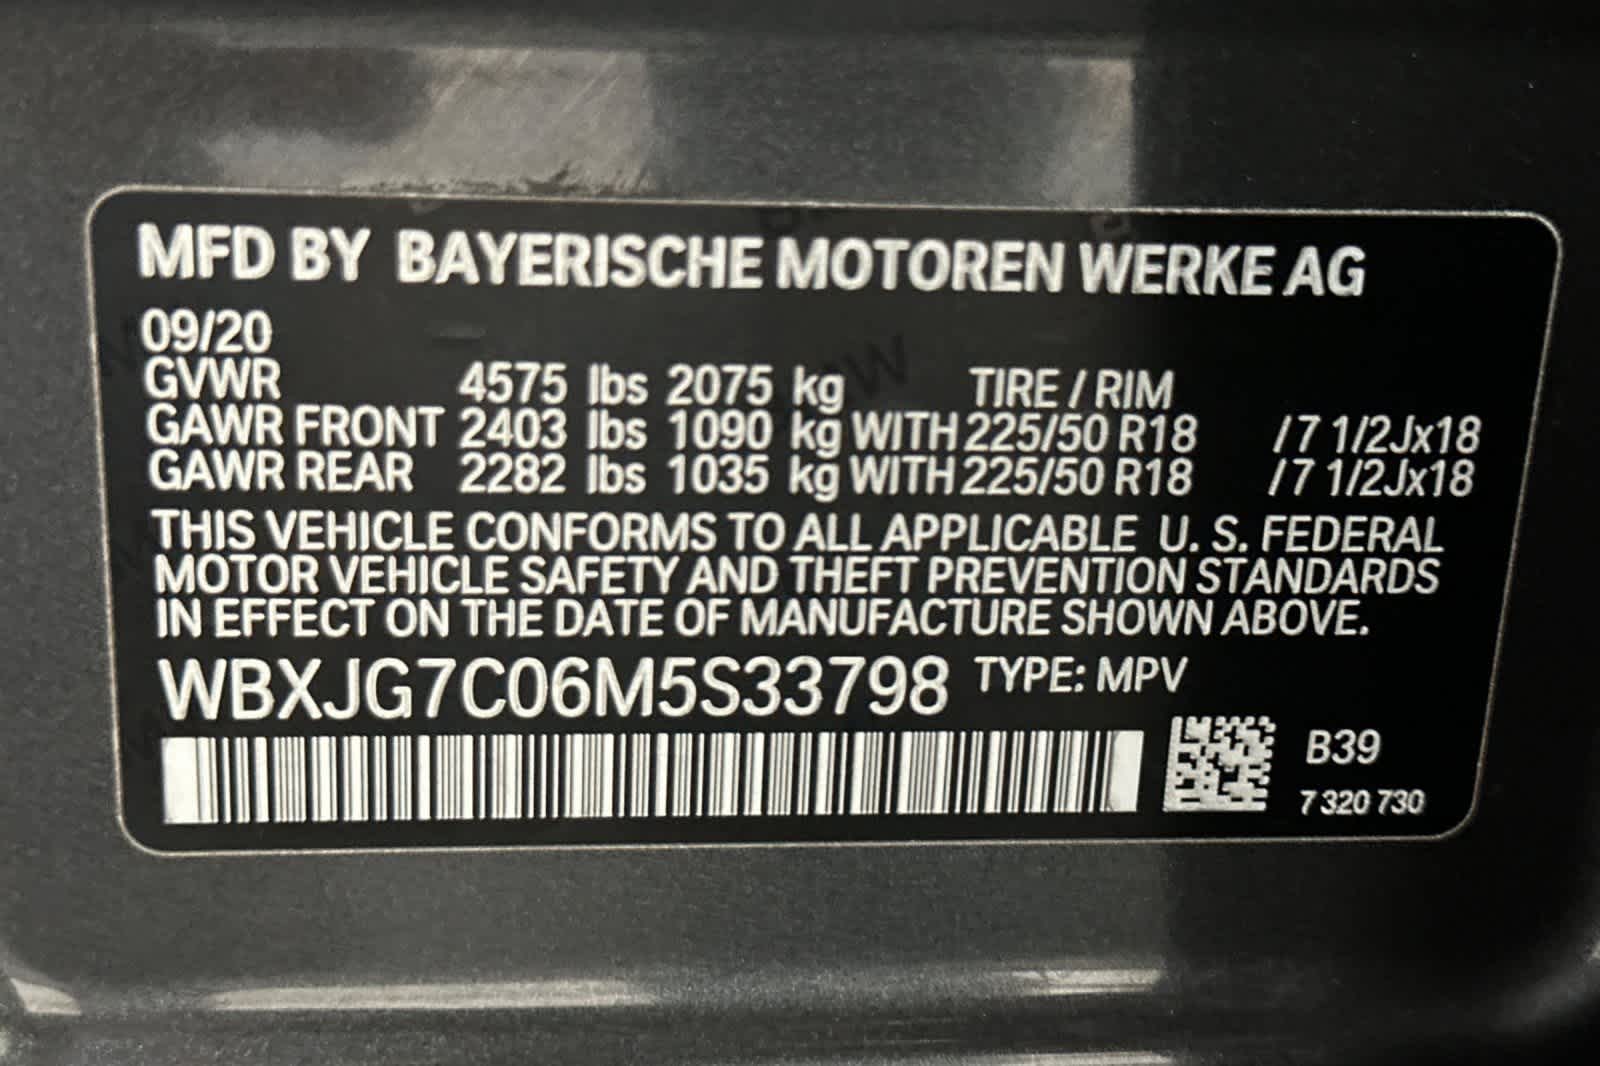 MFD BY BAYERISCHE MOTOREN WERKE AG
09/20
GVWR 4575 lbs 2075 kg TIRE / RIM
GAWR FRONT 2403 lbs 1090 kg WITH 225/50 R18 / 7 1/2Jx18
GAWR REAR 2282 lbs 1035 kg WITH 225/50 R18 / 7 1/2Jx18
THIS VEHICLE CONFORMS TO ALL APPLICABLE U. S. FEDERAL
MOTOR VEHICLE SAFETY AND THEFT PREVENTION STANDARDS
IN EFFECT ON THE DATE OF MANUFACTURE SHOWN ABOVE.
WBXJG7C06M5S33798 TYPE: MPV
B39
7 320 730